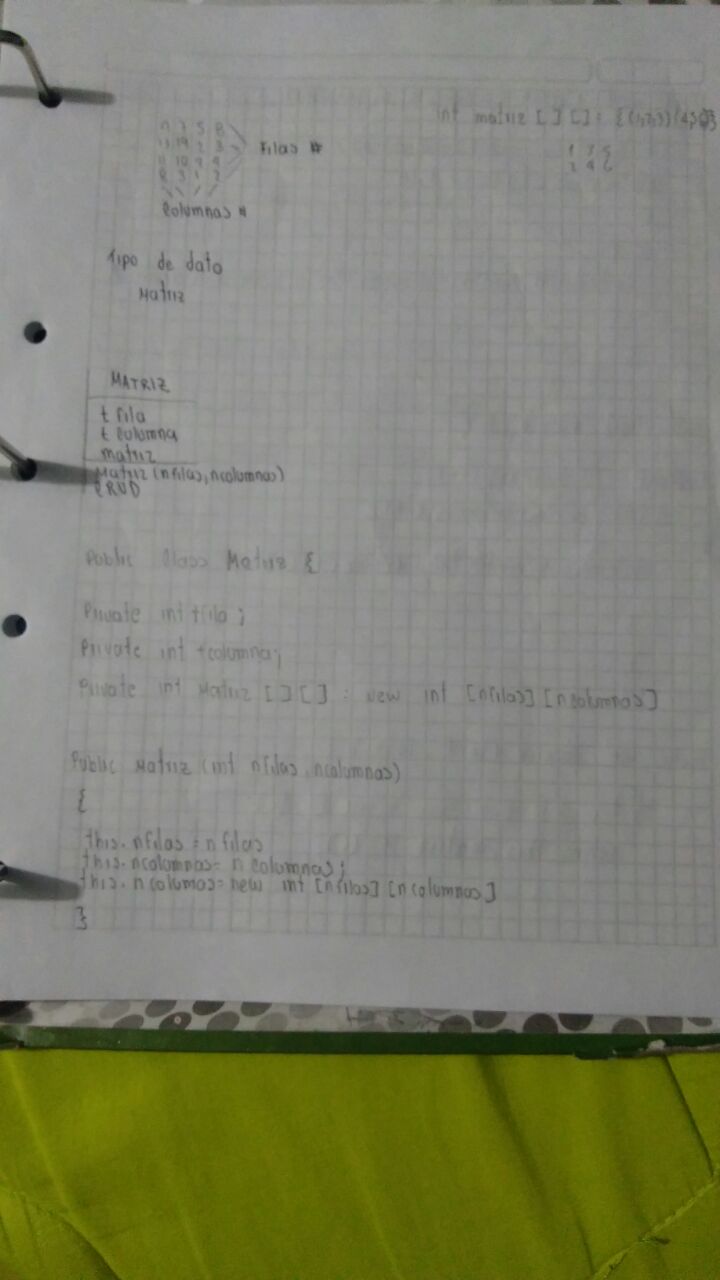 int matriz [ ] [ ] = {(1,2,3)(4,5,6)}
7 5 8
11 19 2 3
Filas #
11 10 9 4
8 3 1 2
Columnas #
1 3 5
2 4 6
Tipo de dato
Matriz
MATRIZ
t fila
t columna
matriz
Matriz (nfilas, ncolumnas)
CRUD
Public Class Matriz {
Private int tfila ;
Private int tcolumna;
Private int Matriz [ ] [ ] = New int [nfilas] [ncolumnas]
Public Matriz (int nfilas, ncolumnas)
{
this. nfilas = n filas
this. ncolumnas= n columnas;
this. n columas= new int [nfilas] [ncolumnas]
}